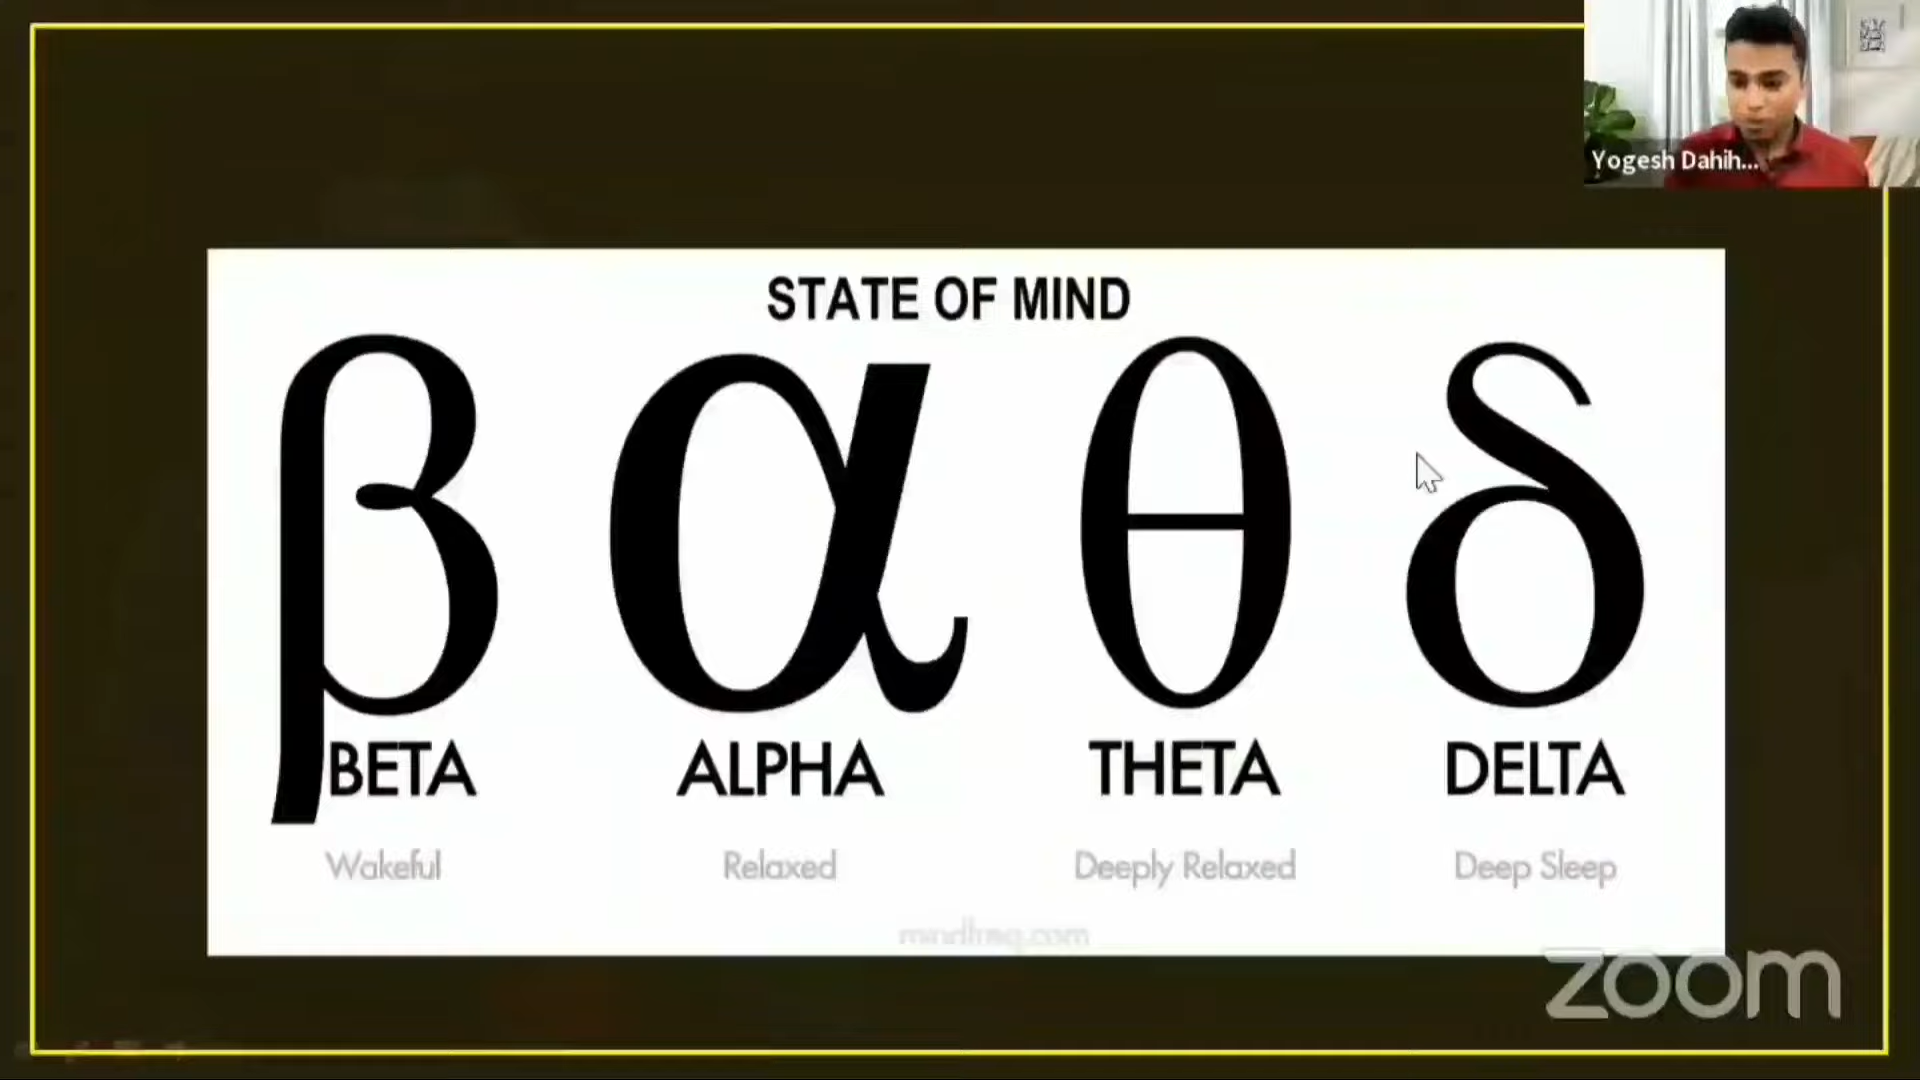 Yogesh Dahih...
STATE OF MIND
β α θ δ
BETA ALPHA THETA DELTA
Wakeful Relaxed Deeply Relaxed Deep Sleep
zoom